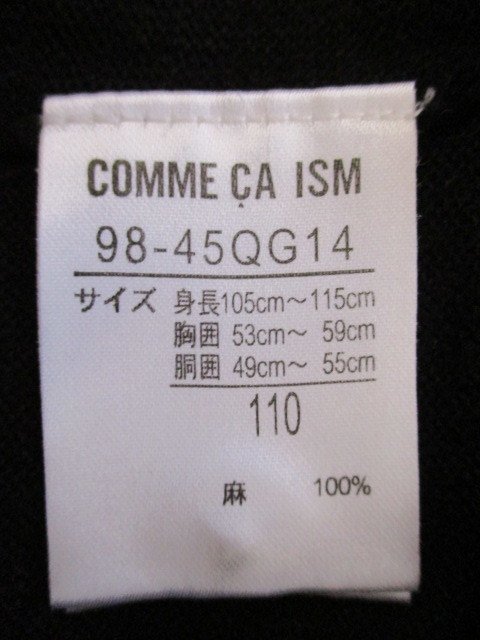 COMME ÇA ISM
98-45QG14
サイズ 身長105cm～115cm
胸囲 53cm～ 59cm
胴囲 49cm～ 55cm
110
麻 100%